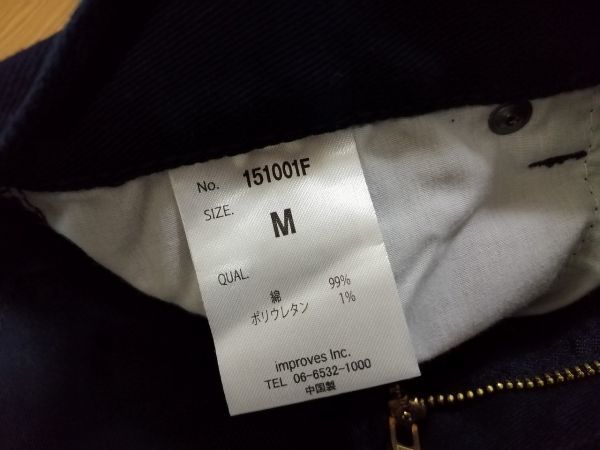 No. 151001F
SIZE.
M
QUAL.
綿 99%
ポリウレタン 1%
improves Inc.
TEL 06-6532-1000
中国製